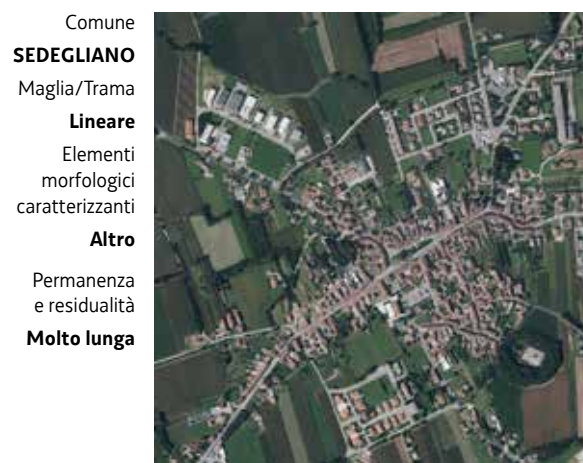 Comune
SEDEGLIANO
Maglia/Trama
Lineare
Elementi
morfologici
caratterizzanti
Altro
Permanenza
e residualità
Molto lunga